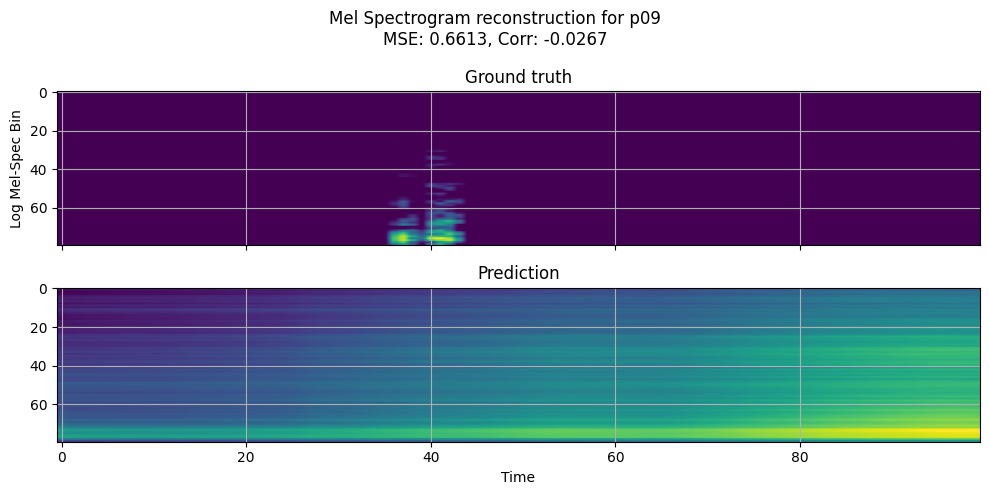 Mel Spectrogram reconstruction for p09
MSE: 0.6613, Corr: -0.0267
Ground truth
0
20
40
60
Log Mel-Spec Bin
Prediction
0
20
40
60
0 20 40 60 80
Time